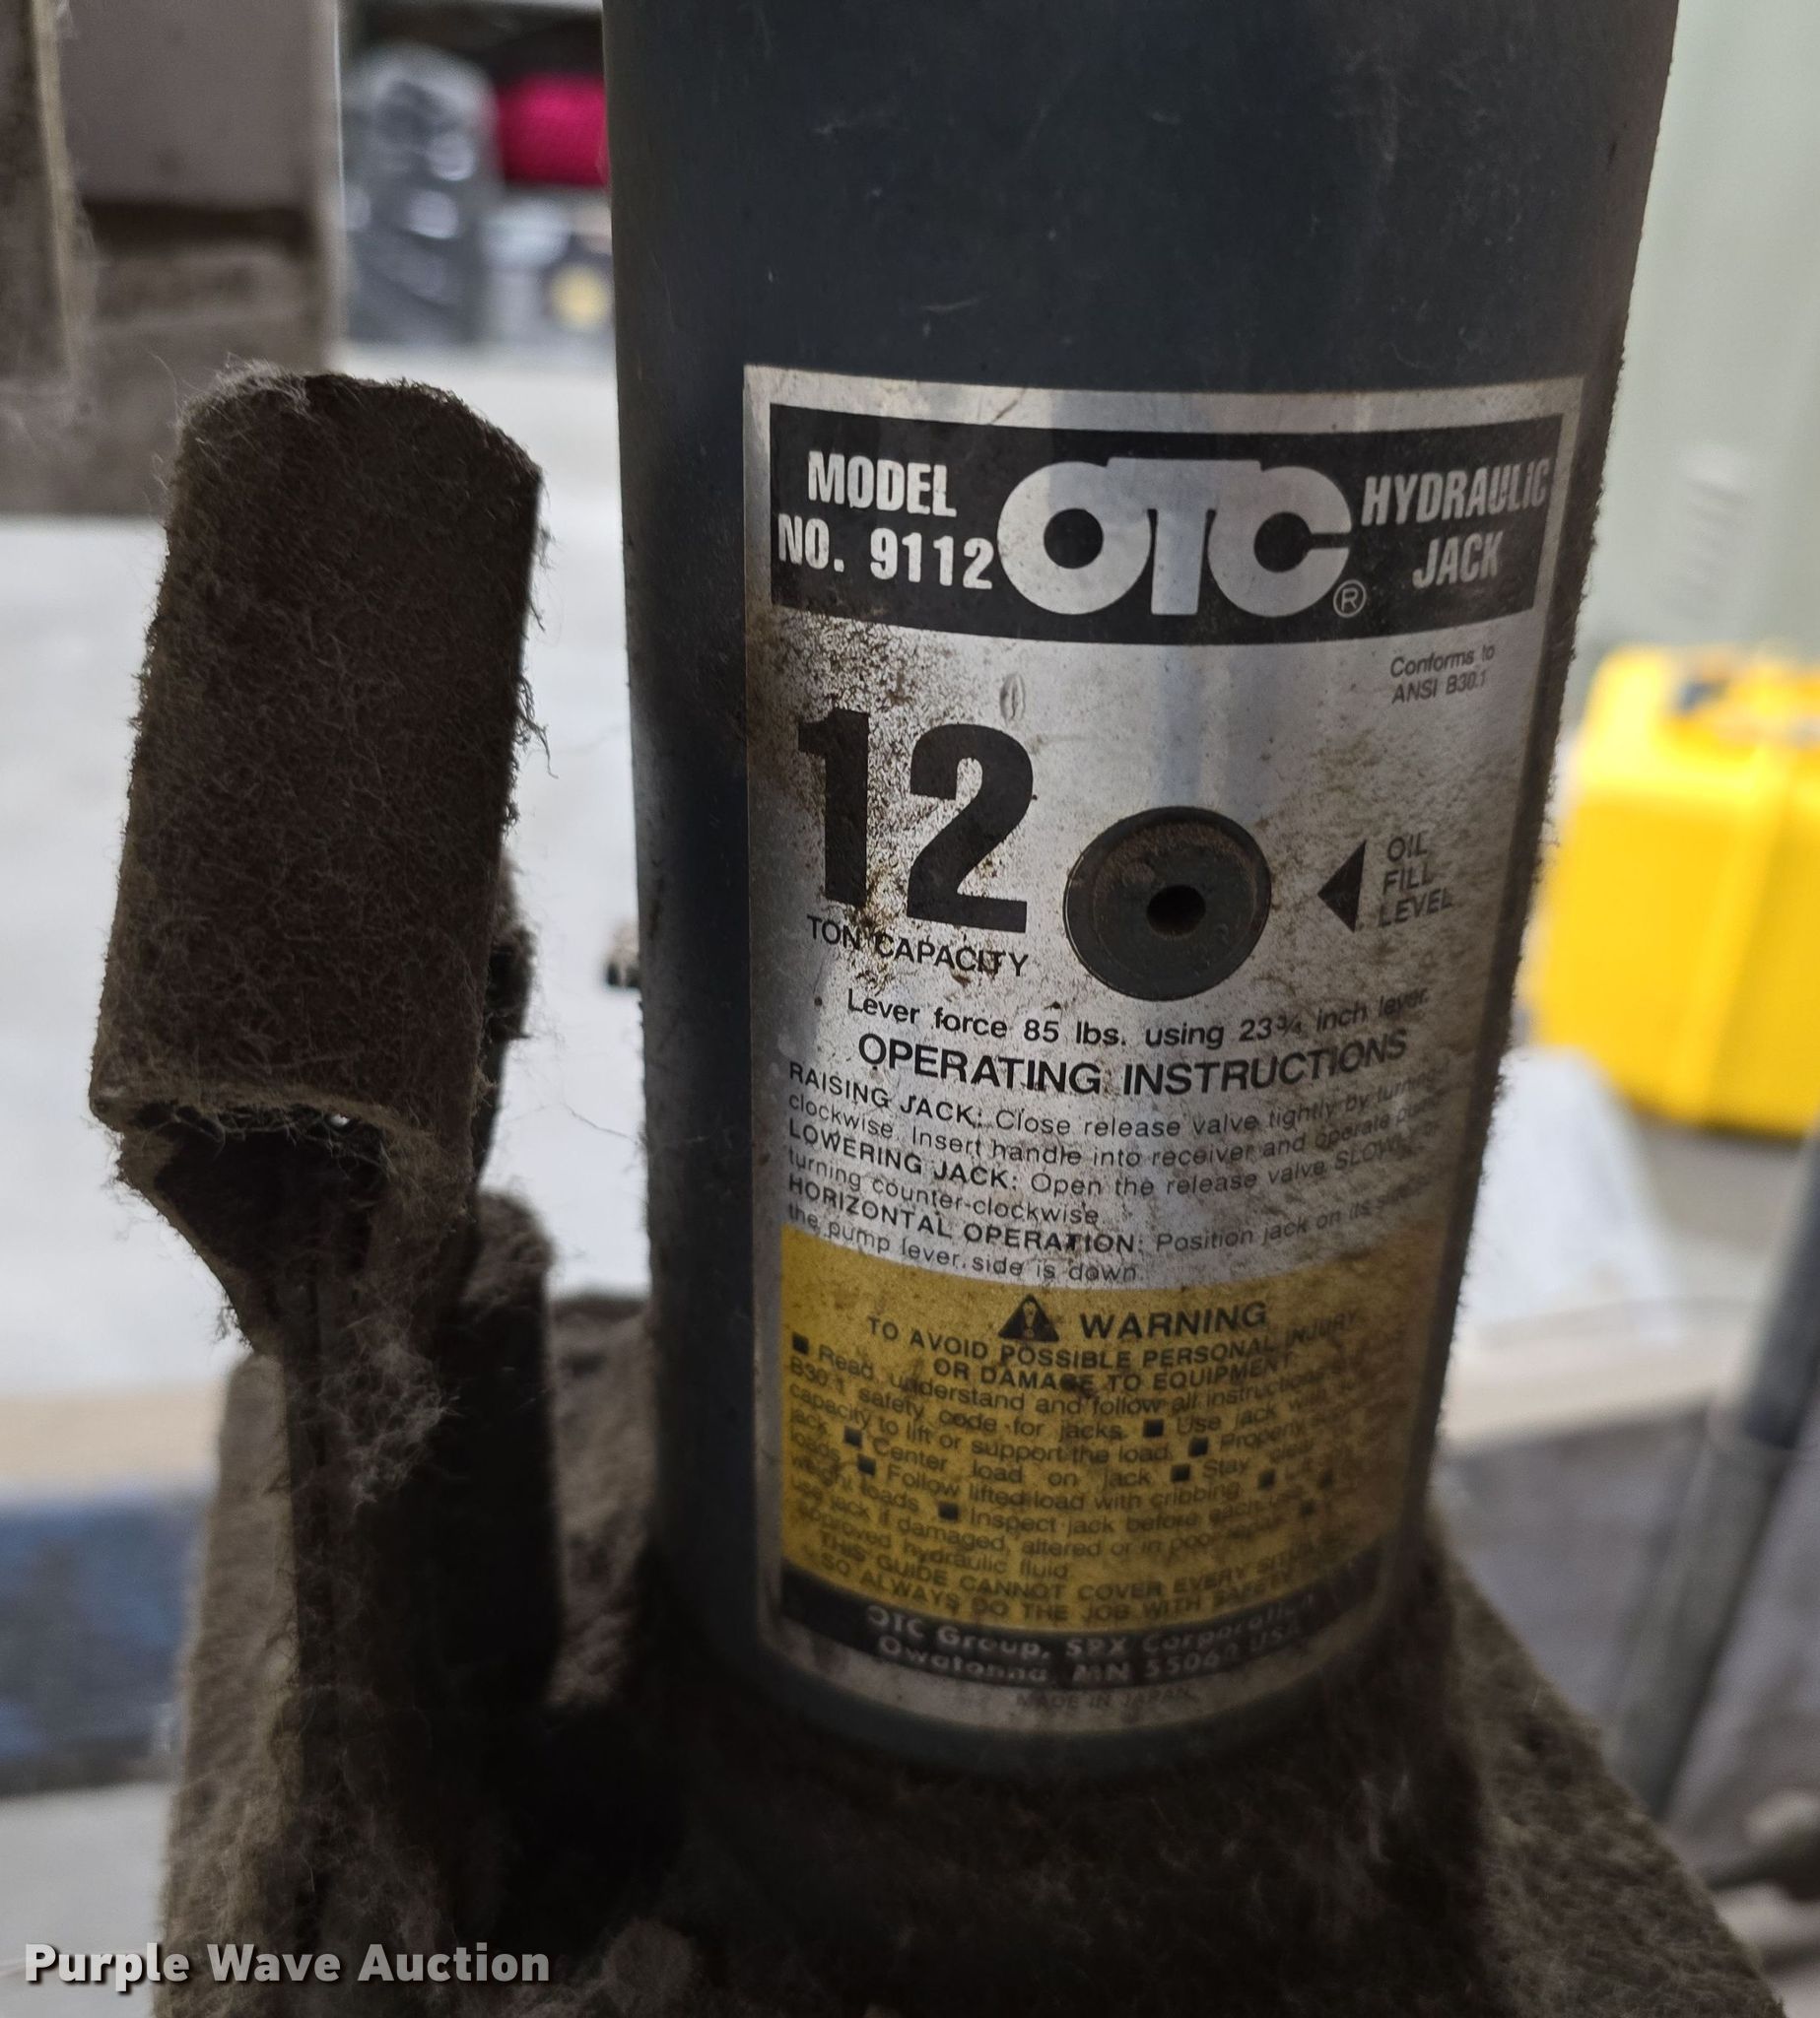 MODEL NO. 9112
OTC®
HYDRAULIC JACK
Conforms to
ANSI B30.1
12
TON CAPACITY
OIL
FILL
LEVEL
Lever force 85 lbs. using 23¾ inch lever.
OPERATING INSTRUCTIONS
RAISING JACK: Close release valve tightly by turning
clockwise. Insert handle into receiver and operate
LOWERING JACK: Open the release valve SLOWLY
turning counter-clockwise
HORIZONTAL OPERATION: Position jack on its
the pump lever side is down.
WARNING
TO AVOID POSSIBLE PERSONAL INJURY
OR DAMAGE TO EQUIPMENT
■ Read, understand and follow all instructions
B30.1 safety code for jacks. ■ Use jack
capacity to lift or support the load. ■ Properly
jack. ■ Center load on jack. ■ Stay
loads. ■ Follow lifted load with cribbing. ■
weight loads. ■ Inspect jack before each
use jack if damaged, altered or in poor repair. ■
approved hydraulic fluid
THIS GUIDE CANNOT COVER EVERY
SO ALWAYS DO THE JOB WITH SAFETY
OTC Group, SPX Corporation
Owatonna, MN 55060 USA
MADE IN JAPAN
Purple Wave Auction